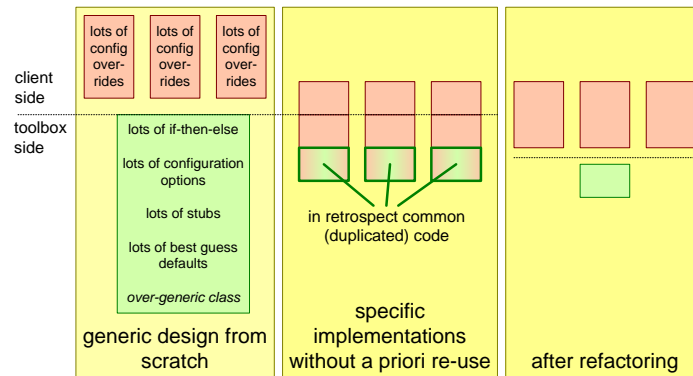 lots of
config
over-
rides
lots of
config
over-
rides
lots of
config
over-
rides
client
side
toolbox
side
lots of if-then-else
lots of configuration
options
lots of stubs
lots of best guess
defaults
over-generic class
generic design from
scratch
in retrospect common
(duplicated) code
specific
implementations
without a priori re-use
after refactoring